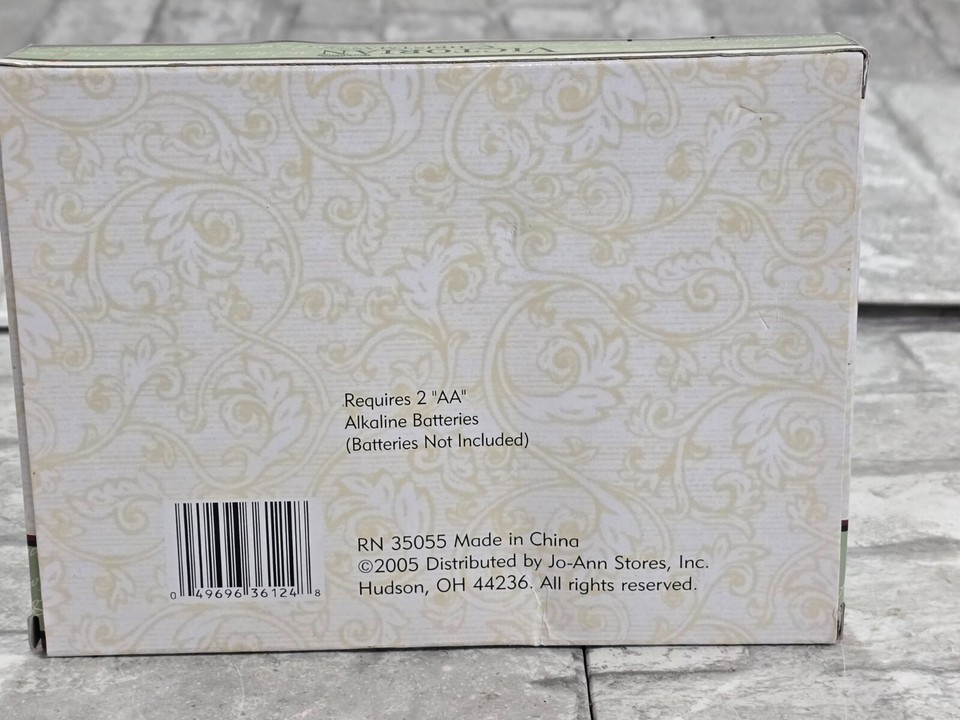 VICTORIAN
Requires 2 "AA"
Alkaline Batteries
(Batteries Not Included)
RN 35055 Made in China
©2005 Distributed by Jo-Ann Stores, Inc.
Hudson, OH 44236. All rights reserved.
0 49696 36124 8